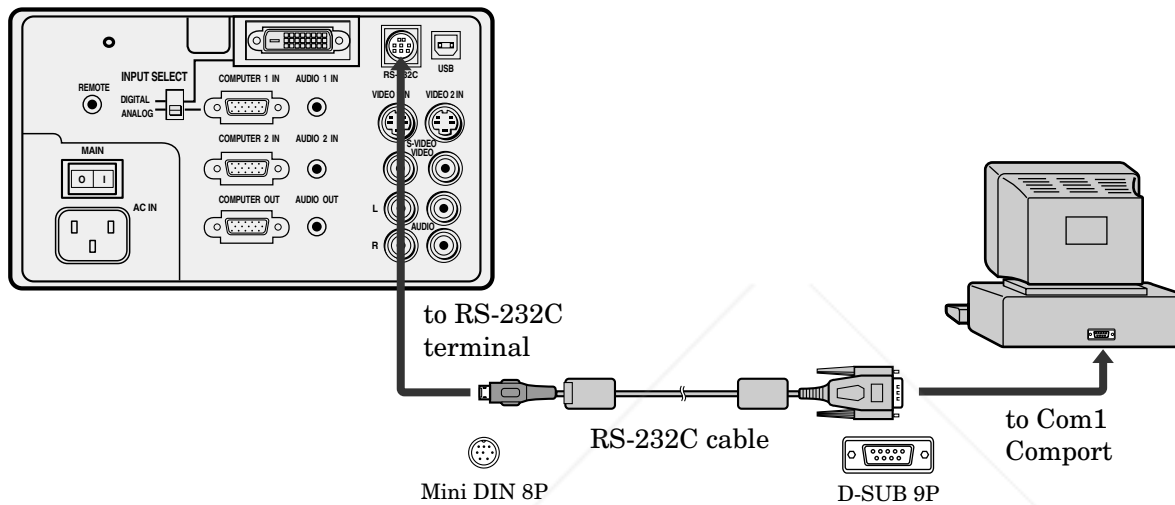 RS-232C
USB
INPUT SELECT
COMPUTER 1 IN
AUDIO 1 IN
REMOTE
DIGITAL
ANALOG
VIDEO 1 IN
VIDEO 2 IN
COMPUTER 2 IN
AUDIO 2 IN
S-VIDEO
VIDEO
MAIN
O I
AC IN
COMPUTER OUT
AUDIO OUT
L
AUDIO
R
to RS-232C
terminal
RS-232C cable
to Com1
Comport
Mini DIN 8P
D-SUB 9P